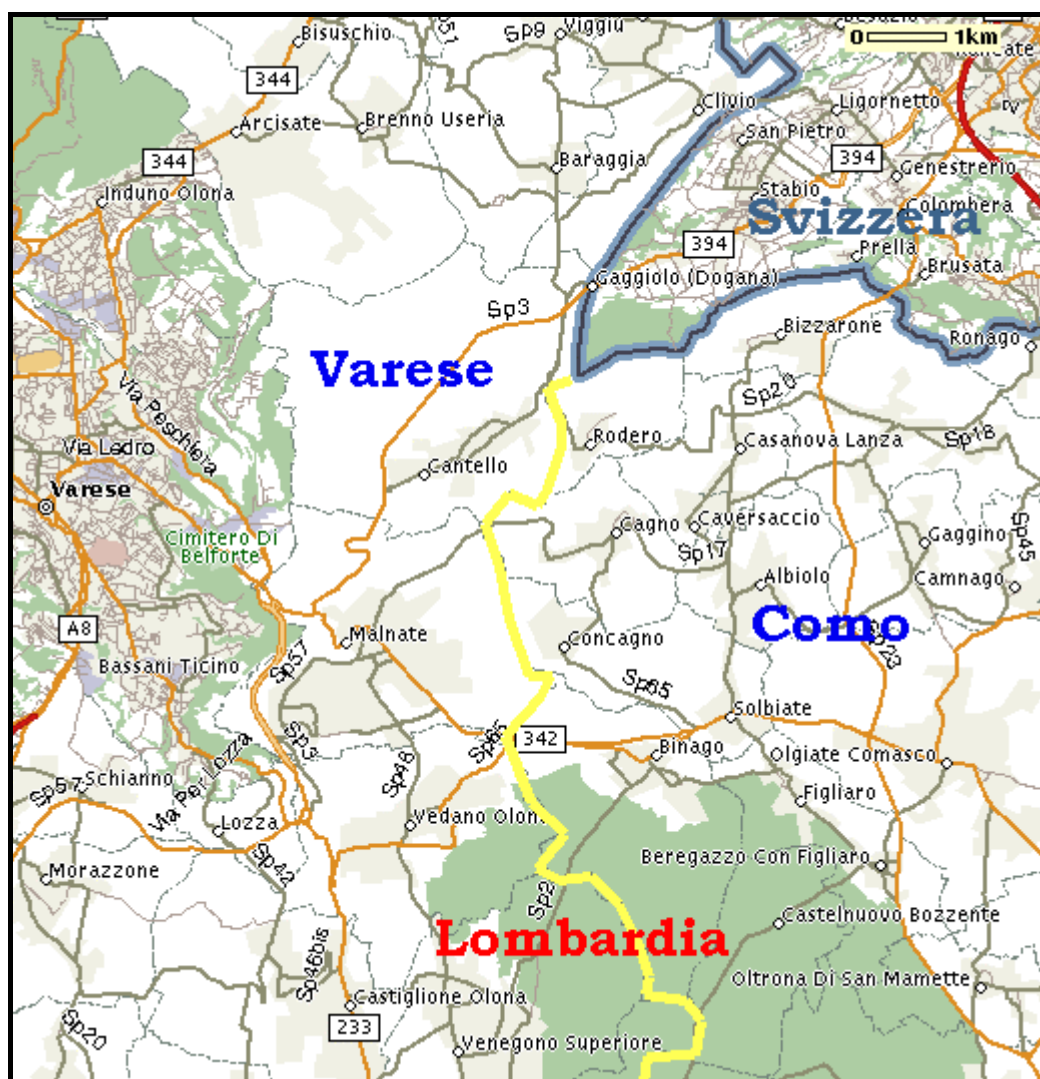 Bisuschio
Sp9
Viggiù
0 1km
344
Clivio
Ligornetto
Arcisate
Brenno Useria
San Pietro
344
Baraggia
394
Genestrerio
Induno Olona
Stabio
Colombera
Svizzera
394
Prella
Brusata
Gaggiolo (Dogana)
Sp3
Bizzarone
Ronago
Varese
Via Peschiera
Sp20
Rodero
Casanova Lanza
Sp18
Via Ledro
Cantello
Varese
Cagno
Caversaccio
Cimitero Di
Belforte
Gaggino
Sp45
Sp17
Albiolo
Camnago
A8
Malnate
Como
Concagno
Sp23
Bassani Ticino
Sp57
Sp65
Solbiate
Sp3
Sp65
342
Binago
Olgiate Comasco
Sp48
Sp57
Schianno
Via Per Lozza
Figliaro
Lozza
Vedano Olona
Sp42
Beregazzo Con Figliaro
Morazzone
Sp2
Castelnuovo Bozzente
Lombardia
Sp46bis
Oltrona Di San Mamette
Castiglione Olona
233
Sp20
Venegono Superiore